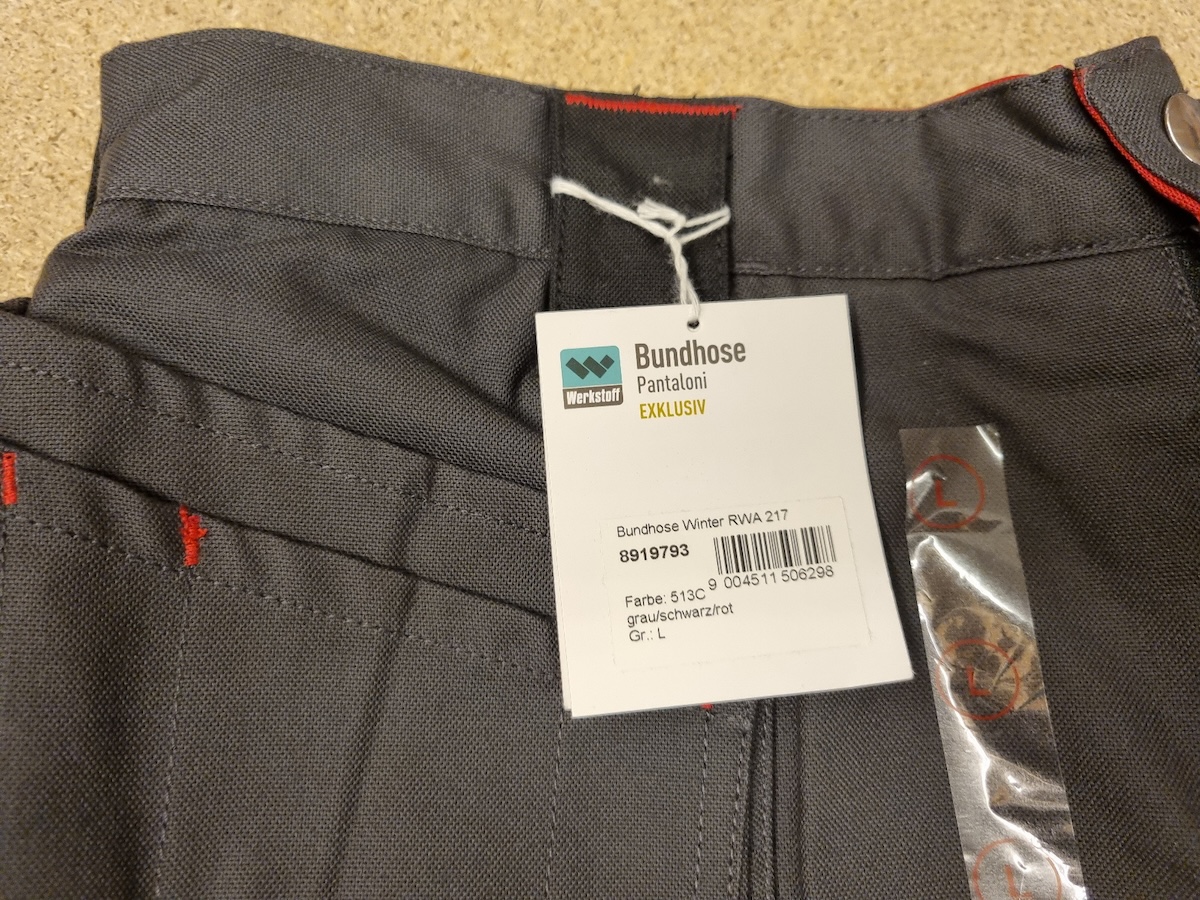 Bundhose
Pantaloni
EXKLUSIV
Werkstoff
Bundhose Winter RWA 217
8919793
9 004511 506298
Farbe: 513C
grau/schwarz/rot
Gr.: L
L
L
L